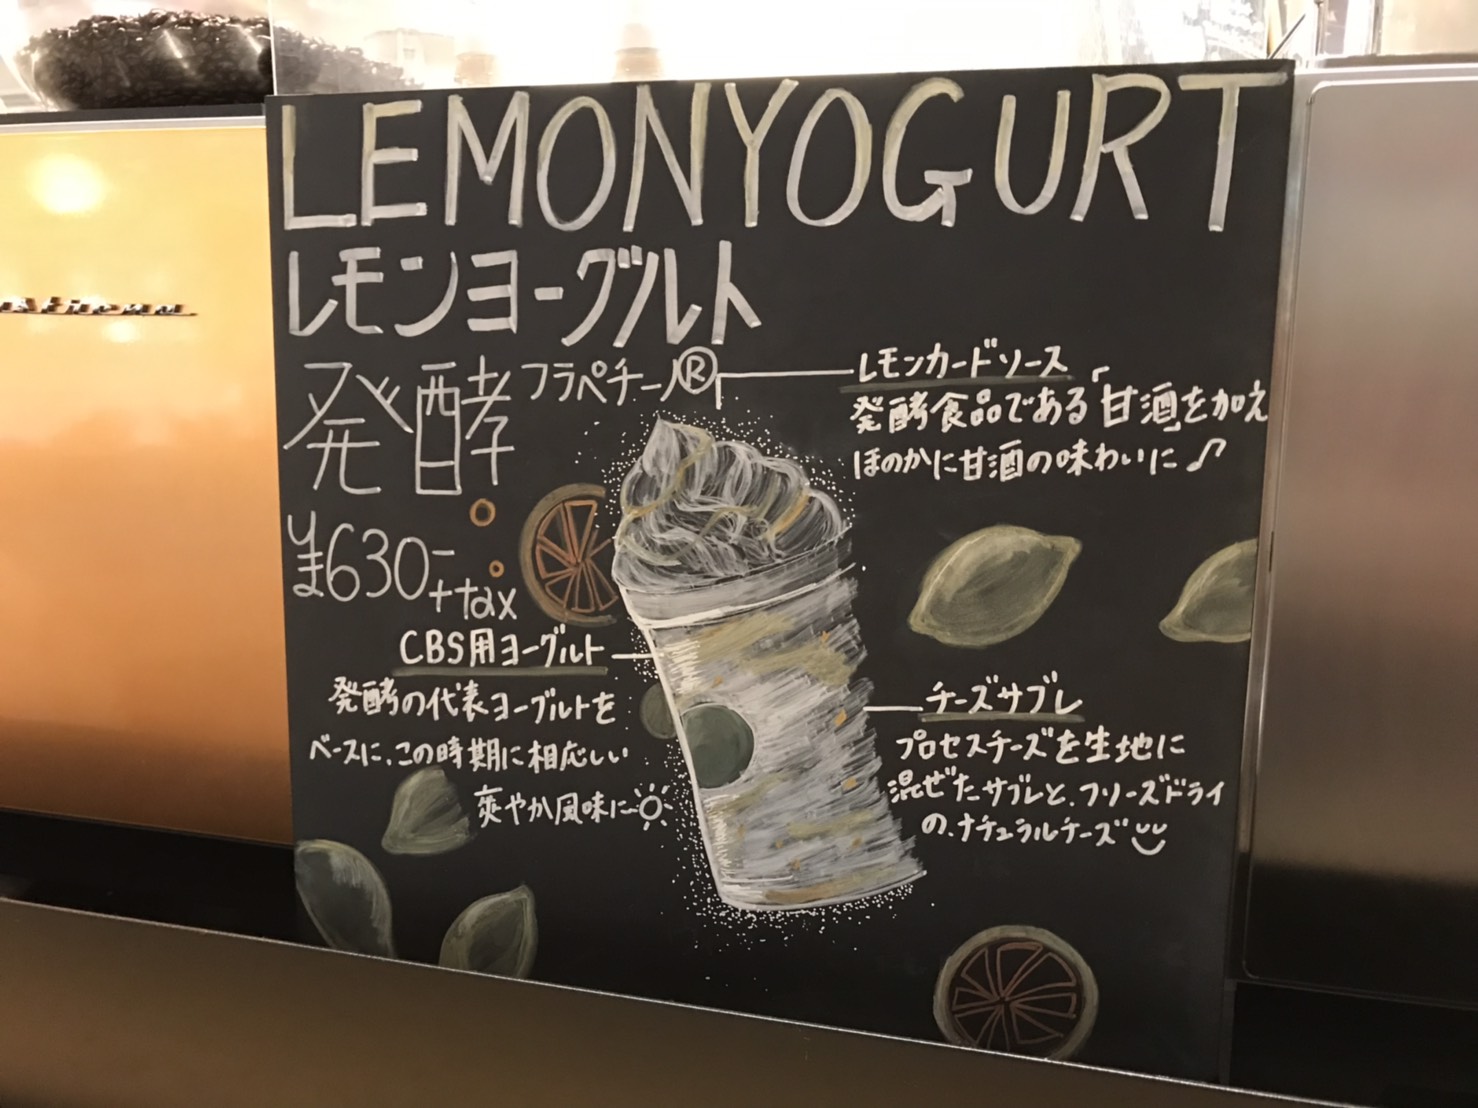 LEMONYOGURT
レモンヨーグルト
発酵フラペチーノ®
¥630-
+tax
レモンカードソース
発酵食品である「甘酒」を加え
ほのかに甘酒の味わいに♪
CBS用ヨーグルト
発酵の代表ヨーグルトを
ベースに、この時期に相応しい
爽やか風味に
チーズサブレ
プロセスチーズを生地に
混ぜたサブレと、フリーズドライ
の、ナチュラルチーズ